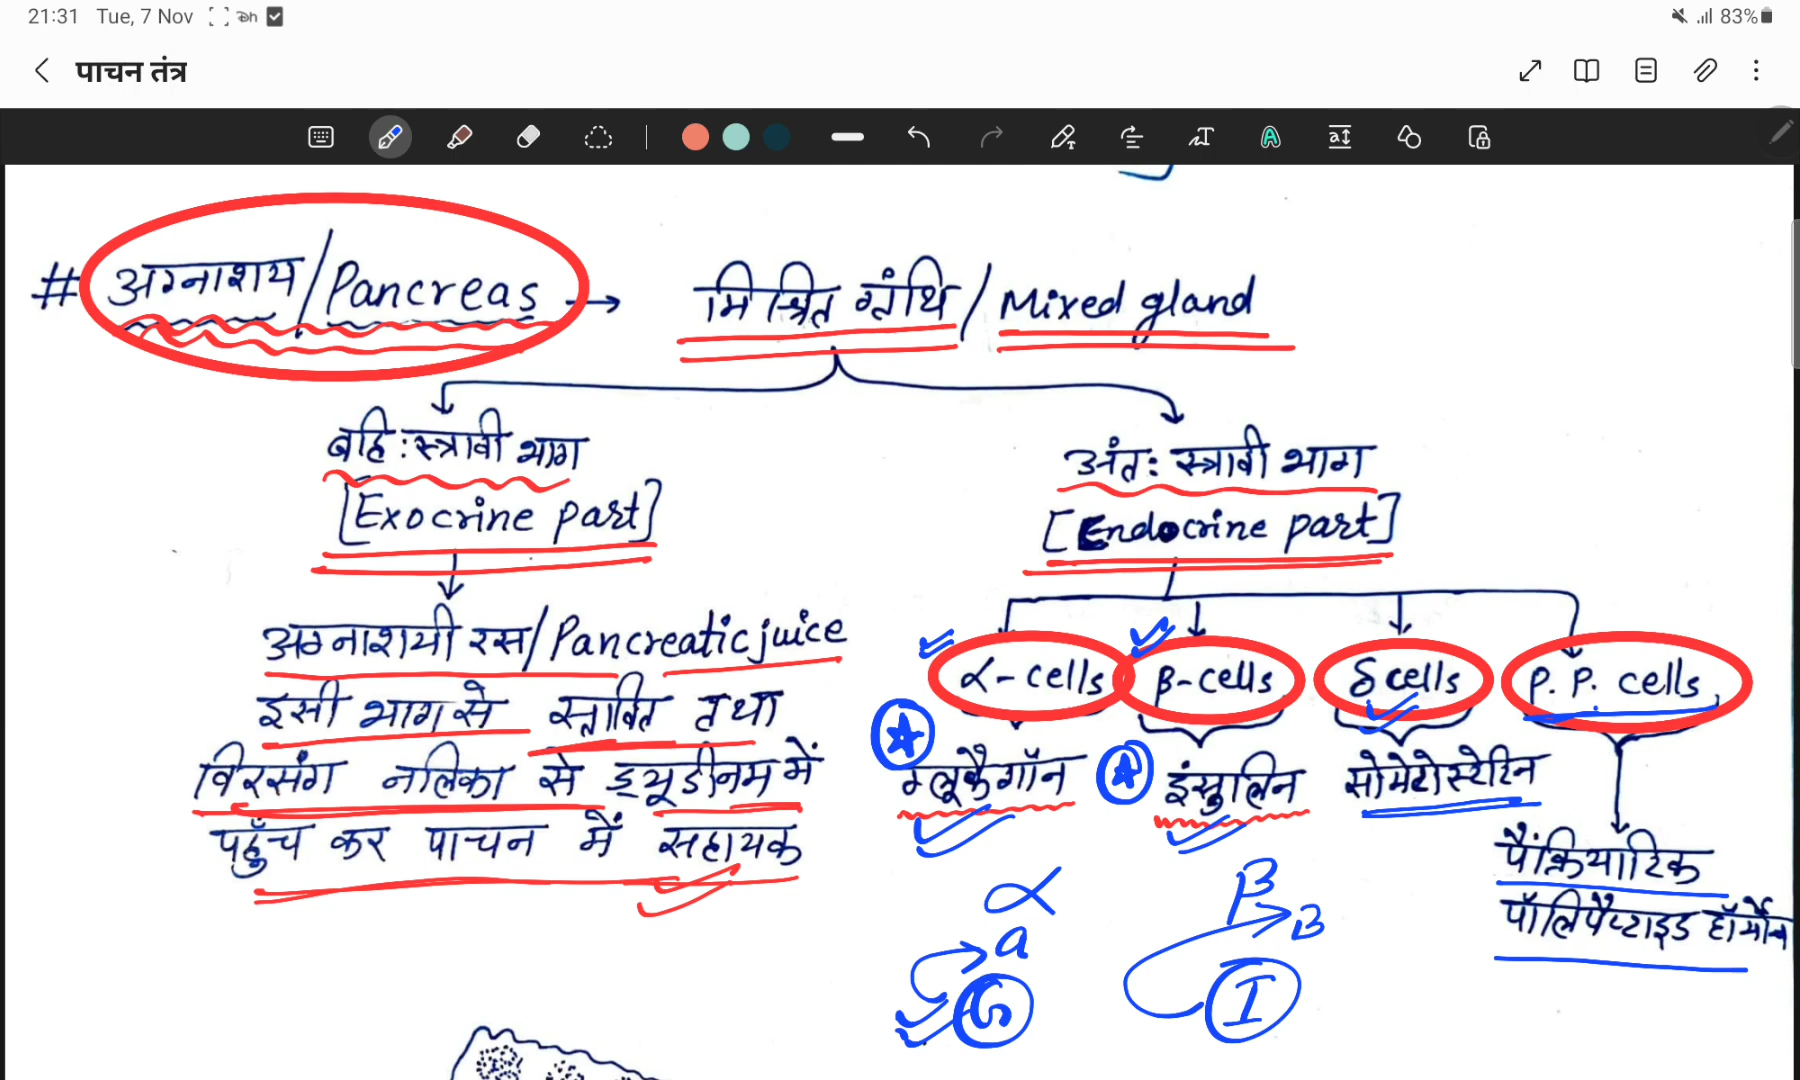 21:31 Tue, 7 Nov
83%
पाचन तंत्र
# अग्नाशय/Pancreas → मिश्रित ग्रंथि/Mixed gland
बहि:स्त्रावी भाग
[Exocrine part]
अंत: स्त्रावी भाग
[Endocrine part]
अग्नाशयी रस/Pancreatic juice
इसी भाग से स्त्रावित तथा
विरसंग नलिका से ड्यूडीनम में
पहुँच कर पाचन में सहायक
α-cells β-cells δ cells P.P. cells
ग्लूकैगॉन इंसुलिन सोमेटोस्टेटिन
पैंक्रियाटिक
पॉलिपैप्टाइड हॉर्मोन
α β
a B
G I